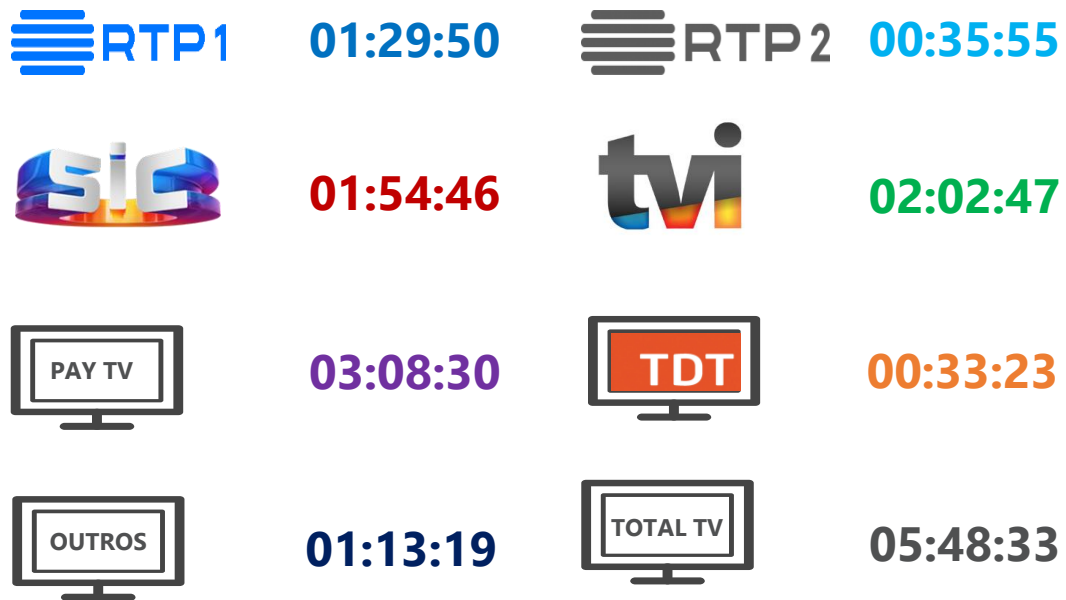 RTP1 01:29:50 RTP2 00:35:55
sic 01:54:46 tvi 02:02:47
PAY TV 03:08:30 TDT 00:33:23
OUTROS 01:13:19 TOTAL TV 05:48:33